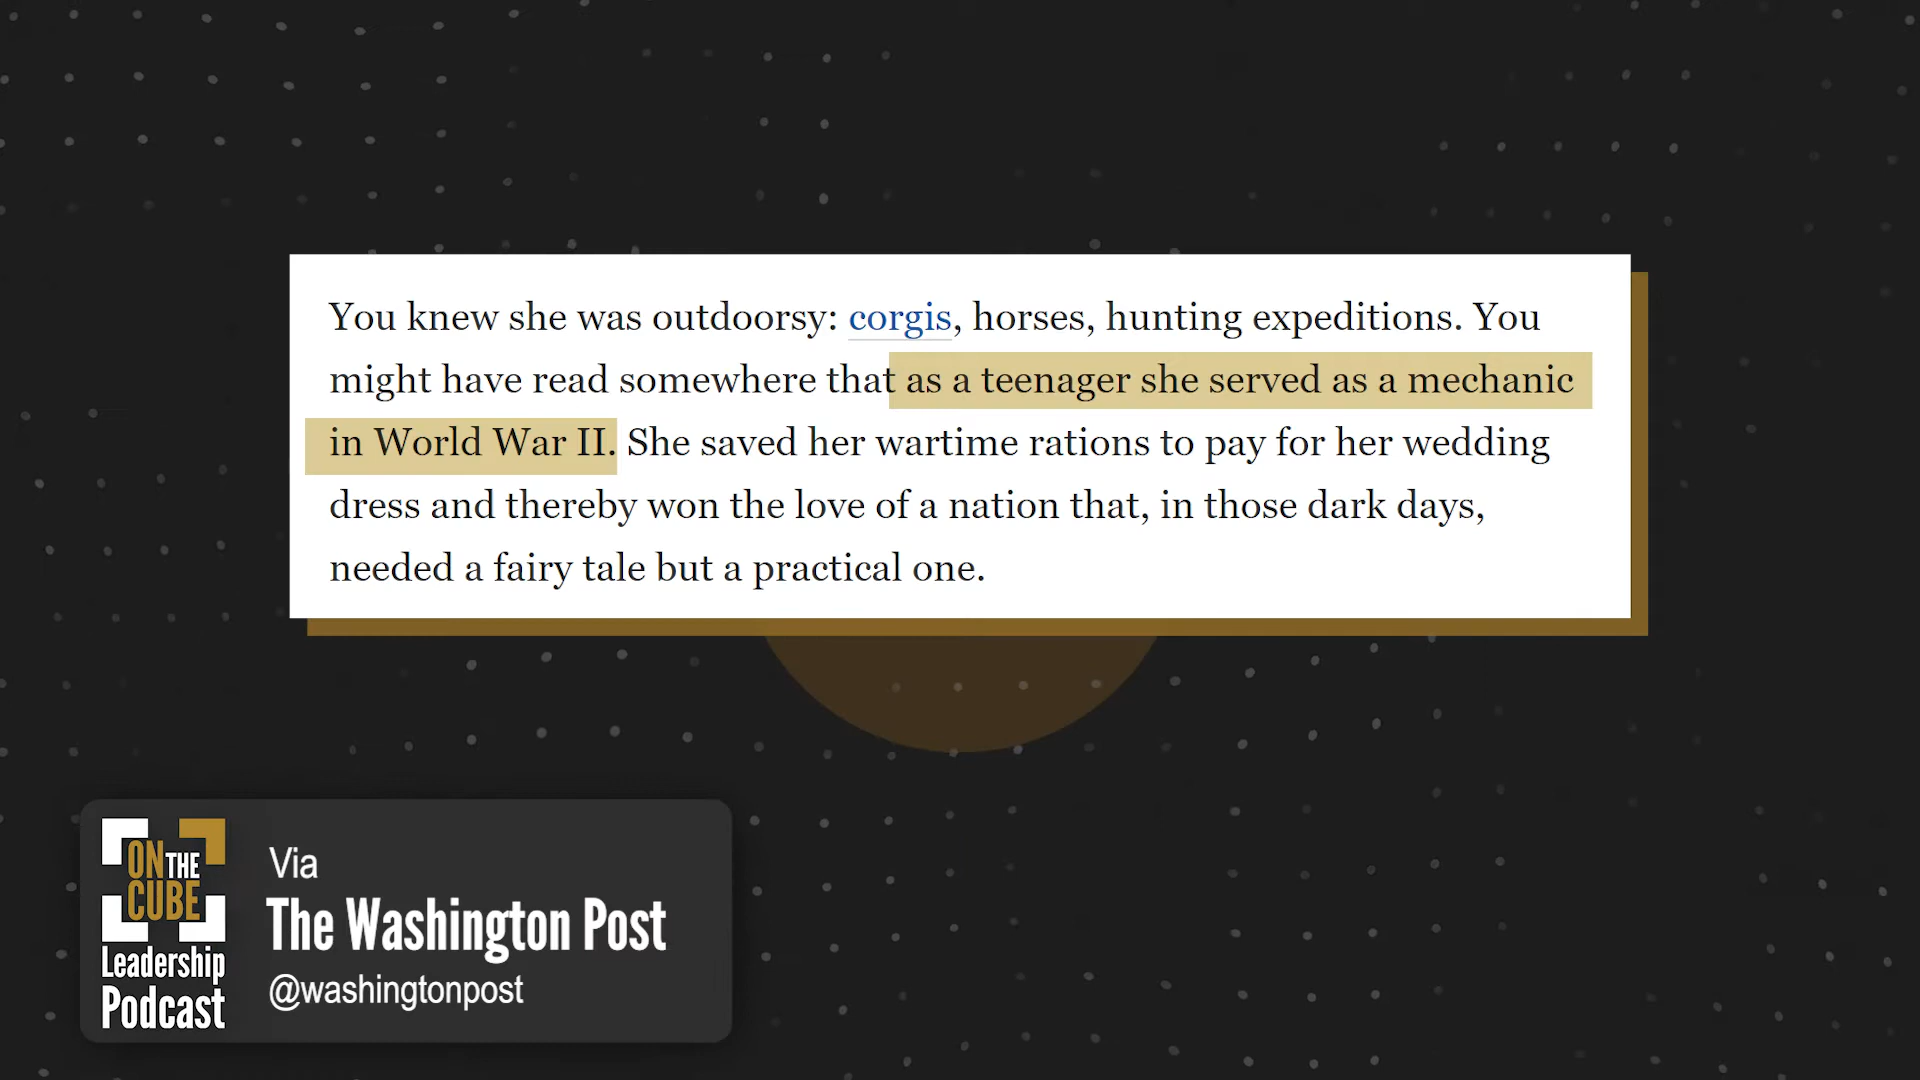 You knew she was outdoorsy: corgis, horses, hunting expeditions. You
might have read somewhere that as a teenager she served as a mechanic
in World War II. She saved her wartime rations to pay for her wedding
dress and thereby won the love of a nation that, in those dark days,
needed a fairy tale but a practical one.
ON THE
CUBE
Leadership
Podcast
Via
The Washington Post
@washingtonpost